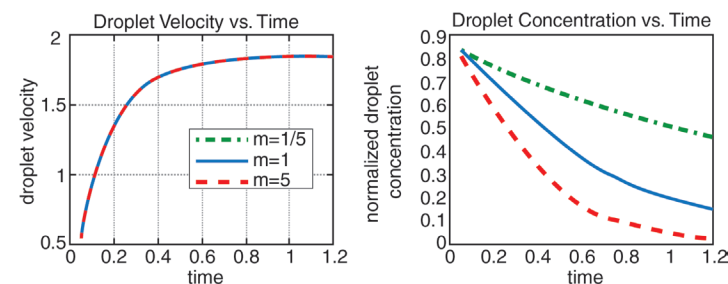 Droplet Velocity vs. Time
2
1.5
1
0.5
0
0.2
0.4
0.6
0.8
1
1.2
droplet velocity
time
m=1/5
m=1
m=5
Droplet Concentration vs. Time
0.9
0.8
0.7
0.6
0.5
0.4
0.3
0.2
0.1
0
0
0.2
0.4
0.6
0.8
1
1.2
normalized droplet
concentration
time